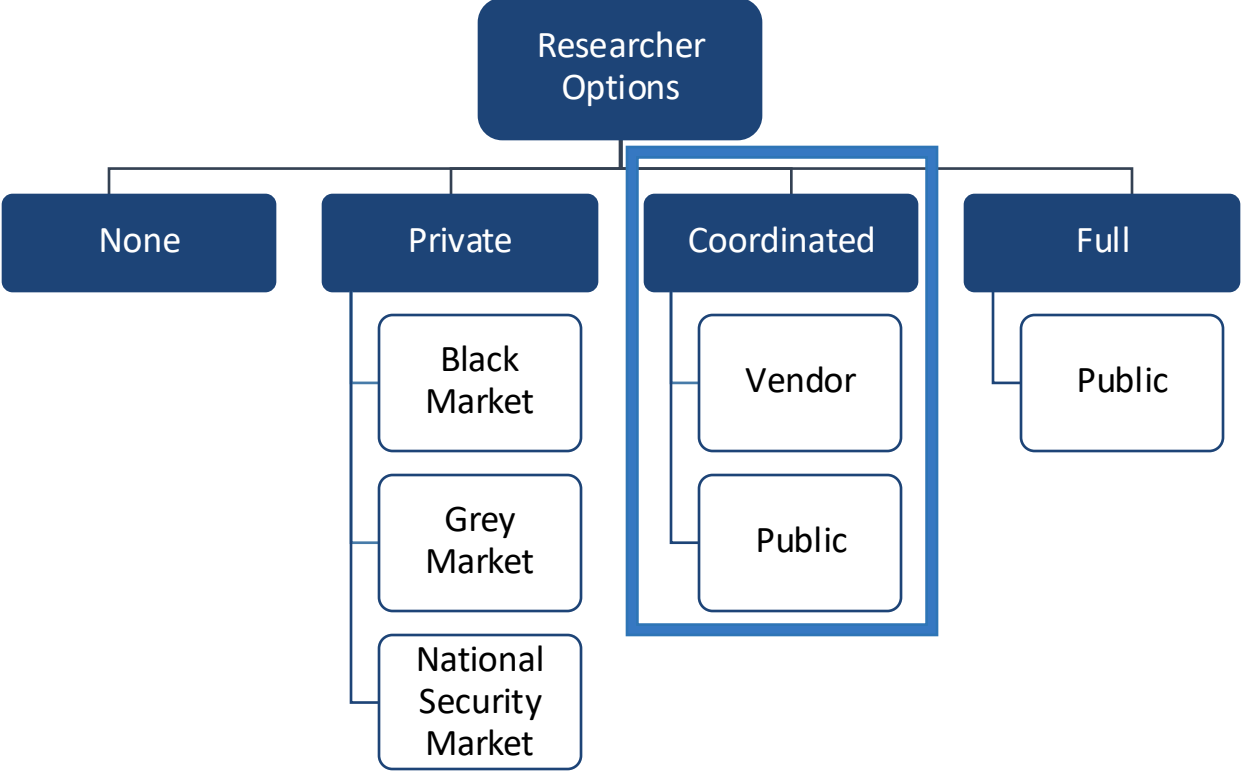 Researcher
Options
None
Private
Coordinated
Full
Black
Market
Grey
Market
National
Security
Market
Vendor
Public
Public